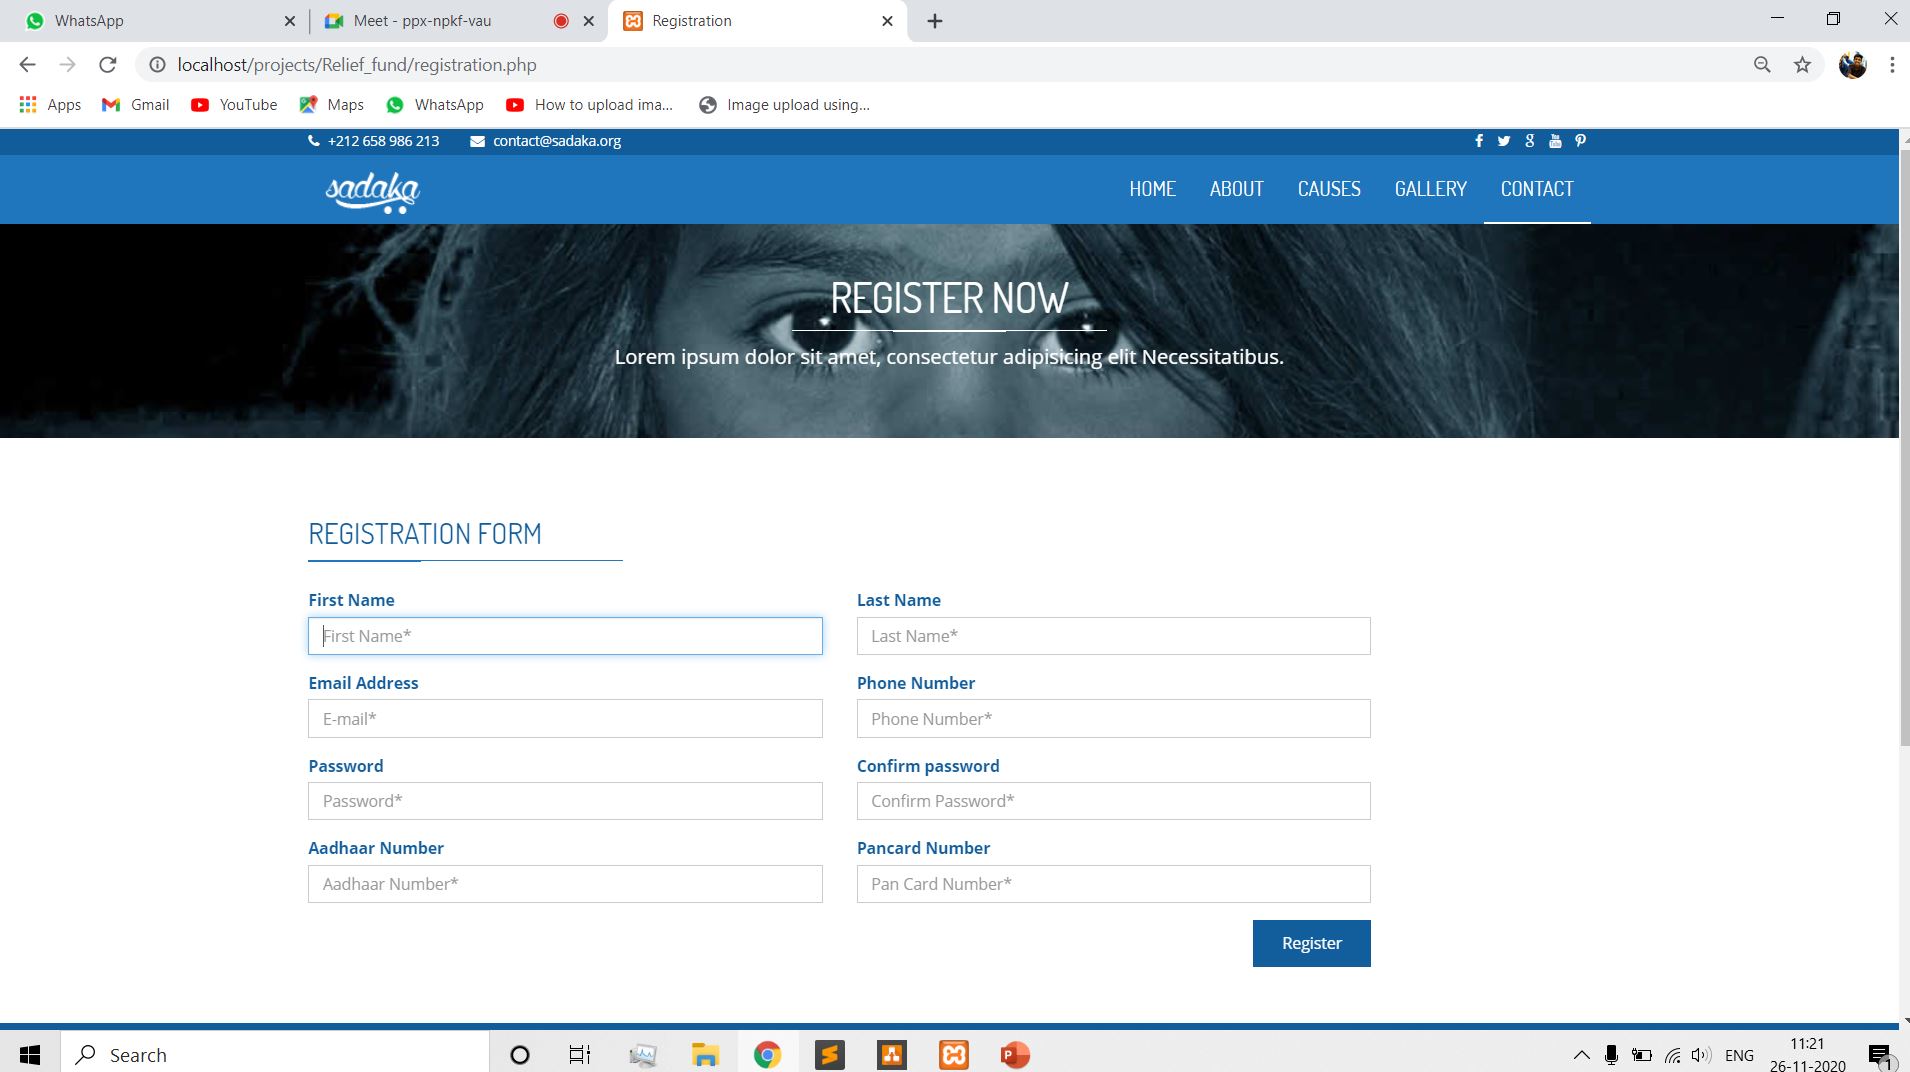 WhatsApp
Meet - ppx-npkf-vau
Registration
localhost/projects/Relief_fund/registration.php
Apps Gmail YouTube Maps WhatsApp How to upload ima... Image upload using...
+212 658 986 213 contact@sadaka.org
sadaka
HOME ABOUT CAUSES GALLERY CONTACT
REGISTER NOW
Lorem ipsum dolor sit amet, consectetur adipisicing elit Necessitatibus.
REGISTRATION FORM
First Name Last Name
First Name* Last Name*
Email Address Phone Number
E-mail* Phone Number*
Password Confirm password
Password* Confirm Password*
Aadhaar Number Pancard Number
Aadhaar Number* Pan Card Number*
Register
Search
ENG
11:21
26-11-2020
1